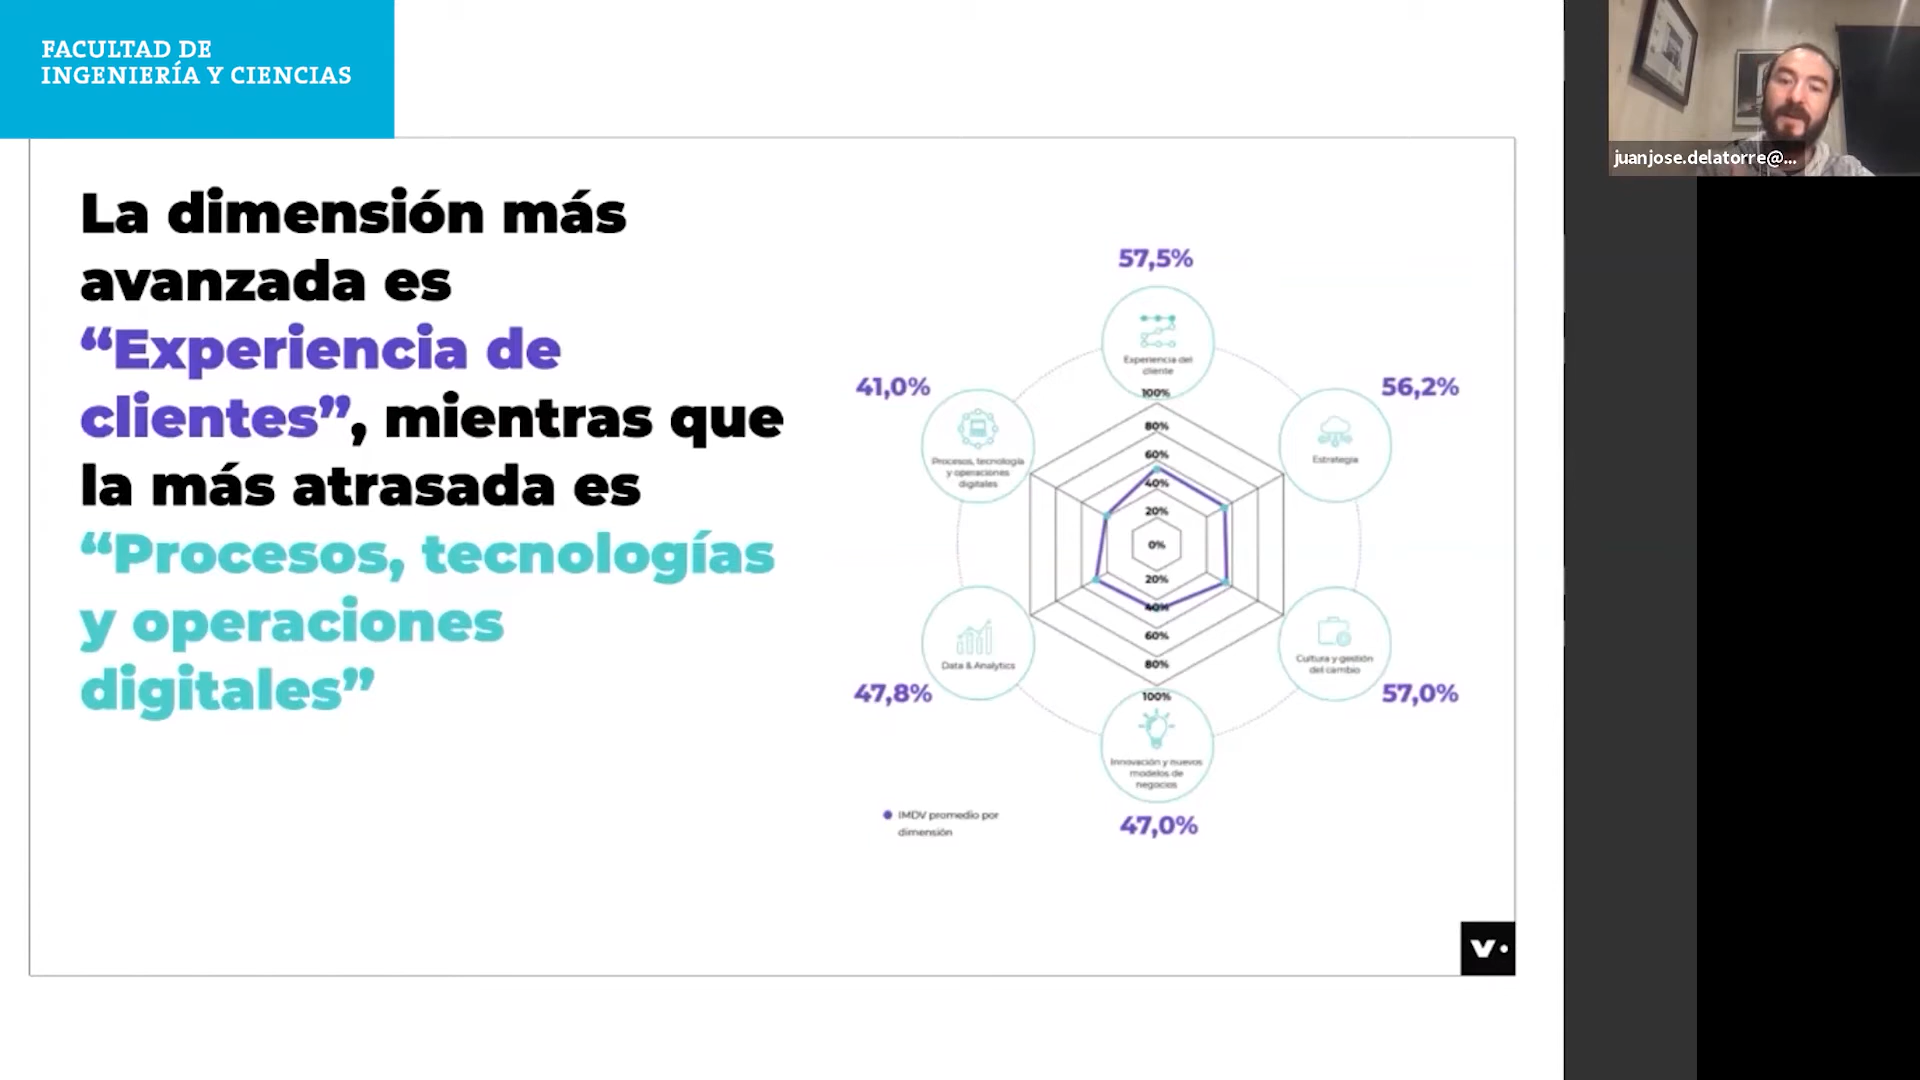 FACULTAD DE
INGENIERÍA Y CIENCIAS
juanjose.delatorre@...
La dimensión más
avanzada es
“Experiencia de
clientes”, mientras que
la más atrasada es
“Procesos, tecnologías
y operaciones
digitales”
57,5%
Experiencia del
cliente
41,0%
Procesos, tecnología
y operaciones
digitales
56,2%
Estrategia
100%
80%
60%
40%
20%
0%
20%
40%
60%
80%
100%
Data & Analytics
47,8%
Cultura y gestión
del cambio
57,0%
Innovación y nuevos
modelos de
negocios
47,0%
IMDV promedio por
dimensión
v.